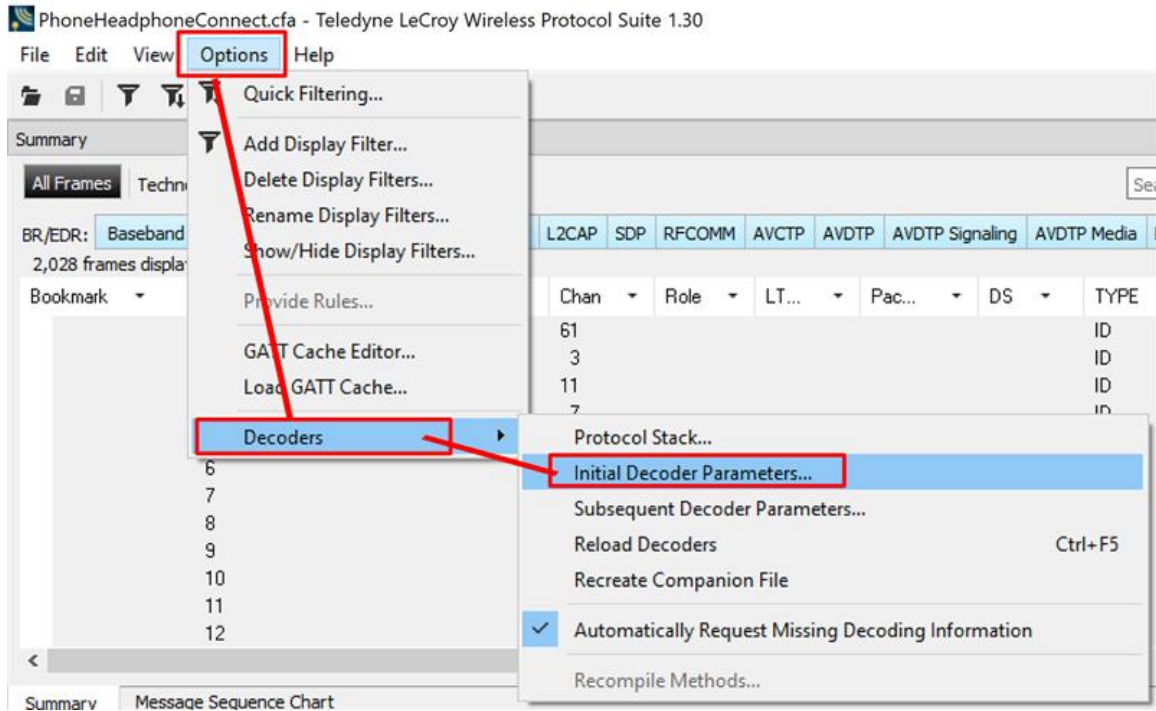 PhoneHeadphoneConnect.cfa - Teledyne LeCroy Wireless Protocol Suite 1.30
File Edit View Options Help
Quick Filtering...
Summary
Add Display Filter...
All Frames
Delete Display Filters...
Rename Display Filters...
BR/EDR: Baseband L2CAP SDP RFCOMM AVCTP AVDTP AVDTP Signaling AVDTP Media
Show/Hide Display Filters...
2,028 frames
Bookmark Chan Role LT... Pac... DS TYPE
Provide Rules...
61 ID
GATT Cache Editor...
3 ID
Load GATT Cache...
11 ID
7 ID
Decoders
Protocol Stack...
6
Initial Decoder Parameters...
7
Subsequent Decoder Parameters...
8
9
Reload Decoders Ctrl+F5
10
Recreate Companion File
11
12
Automatically Request Missing Decoding Information
Recompile Methods...
Summary Message Sequence Chart